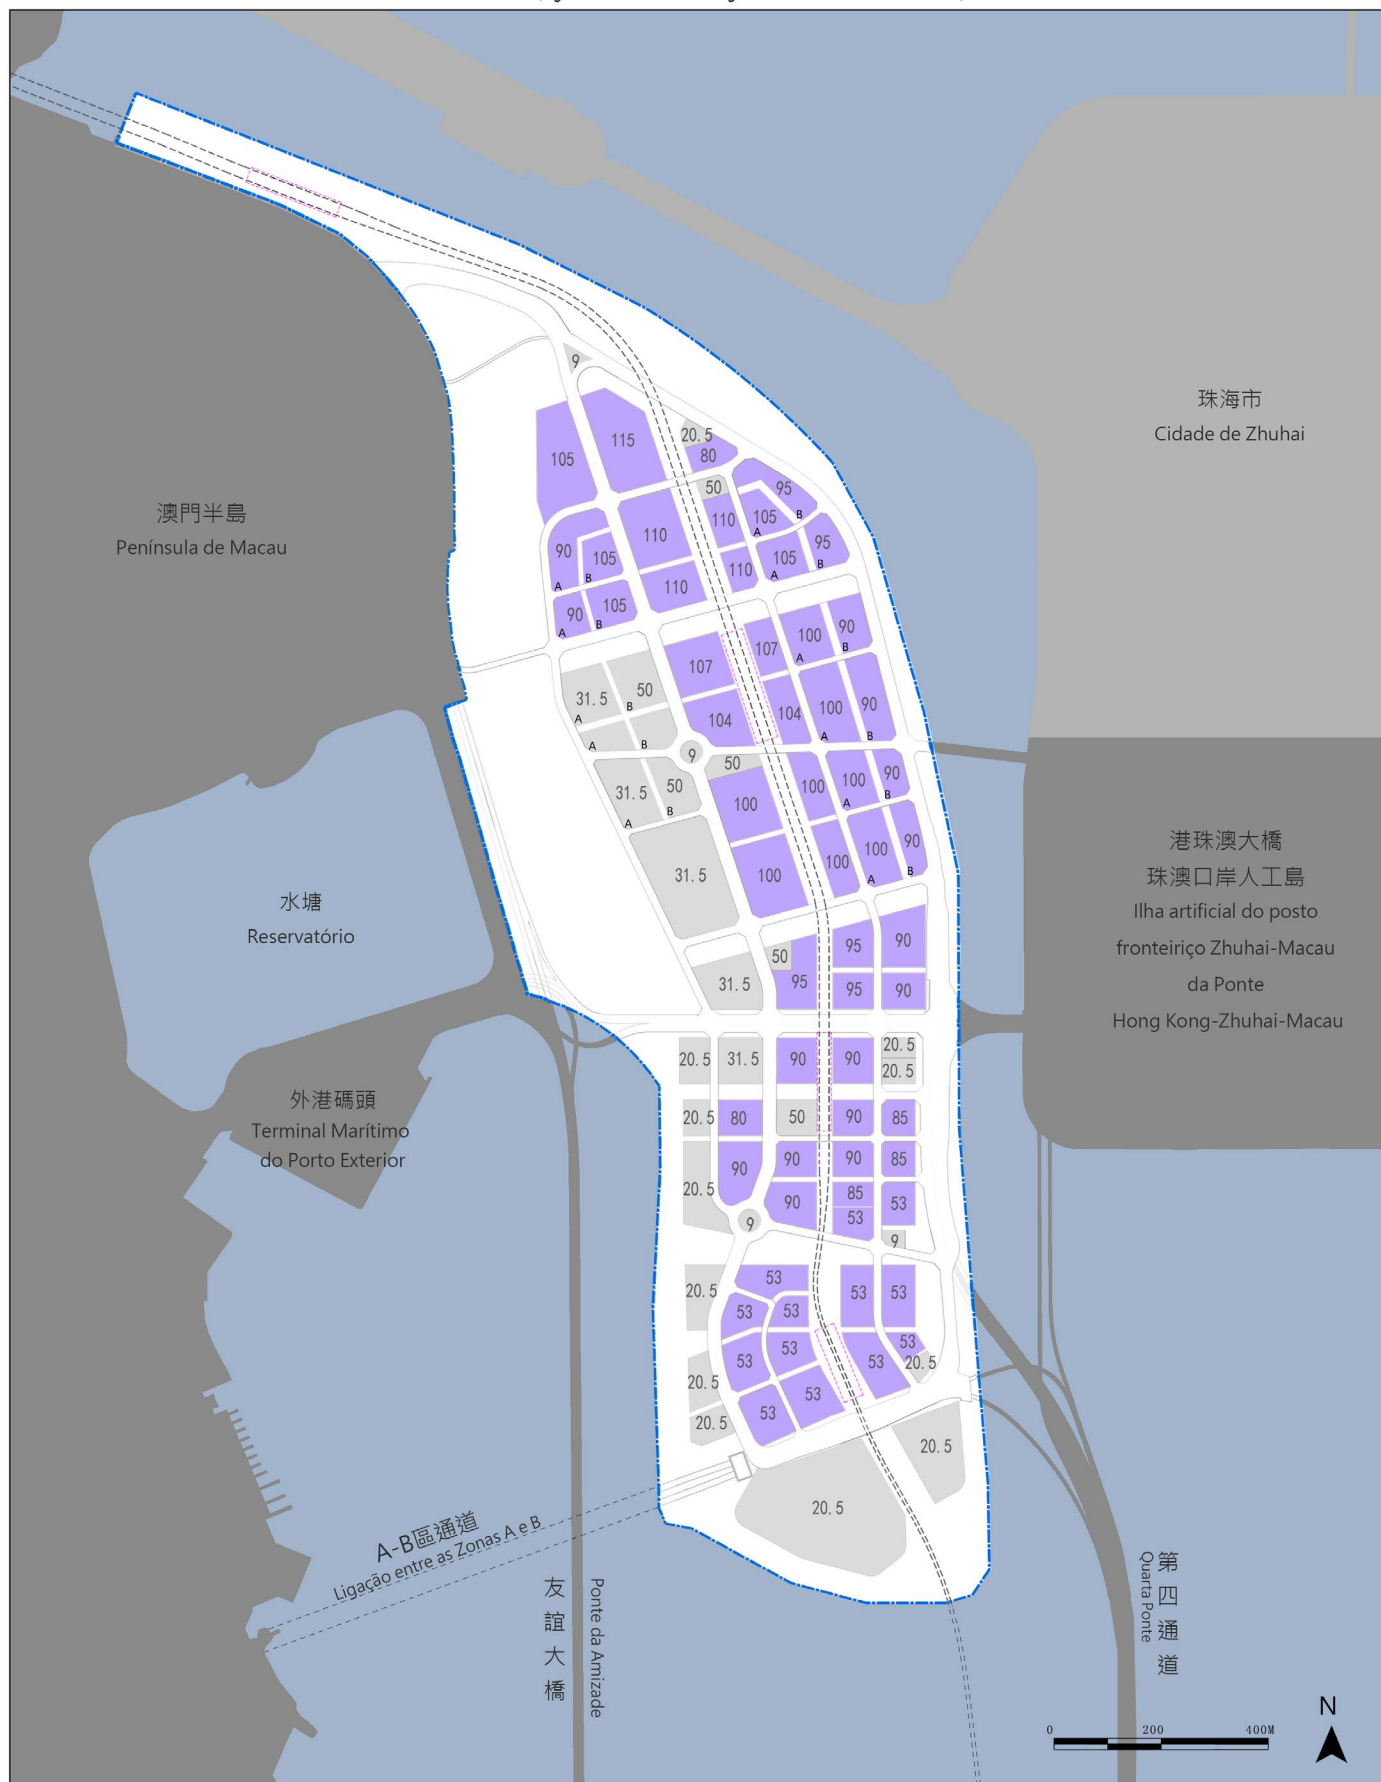 9
115
105
20.5
80
50
95
105
B
A
110
110
90
105
B
A
95
B
105
A
110
110
90
105
A
B
107
107
100
A
90
B
31.5
A
50
B
104
104
100
A
90
B
A
B
9
50
31.5
A
50
B
100
100
100
A
90
B
31.5
100
100
100
A
90
B
50
95
95
90
31.5
95
90
20.5
31.5
90
90
20.5
20.5
20.5
80
50
90
85
20.5
90
90
90
85
90
85
53
53
9
9
20.5
53
53
53
53
53
20.5
53
53
53
53
20.5
20.5
53
53
20.5
20.5
澳門半島
Península de Macau
珠海市
Cidade de Zhuhai
水塘
Reservatório
港珠澳大橋
珠澳口岸人工島
Ilha artificial do posto
fronteiriço Zhuhai-Macau
da Ponte
Hong Kong-Zhuhai-Macau
外港碼頭
Terminal Marítimo
do Porto Exterior
A-B區通道
Ligação entre as Zonas A e B
友誼大橋
Ponte da Amizade
第四通道
Quarta Ponte
N
0 200 400M